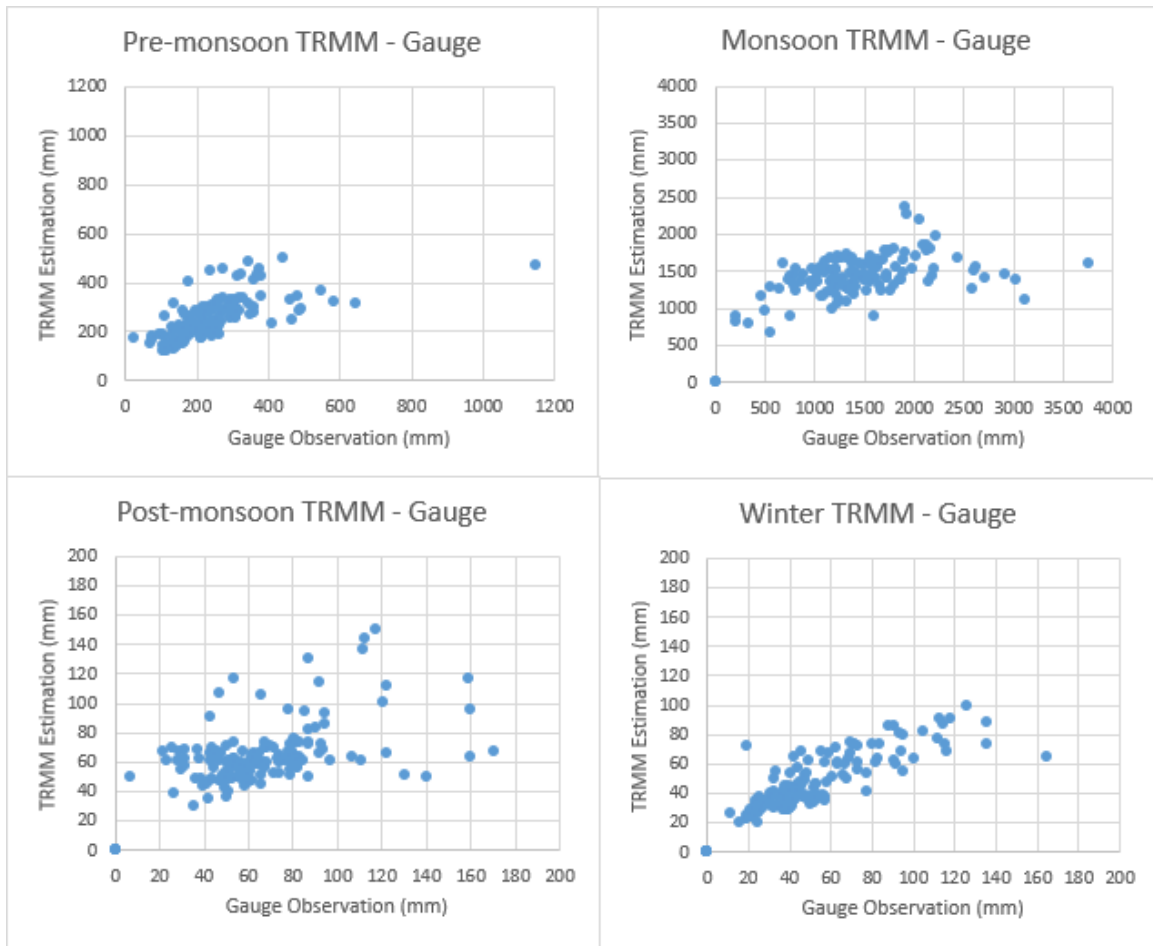 Pre-monsoon TRMM - Gauge
TRMM Estimation (mm)
1200
1000
800
600
400
200
0
0 200 400 600 800 1000 1200
Gauge Observation (mm)
Monsoon TRMM - Gauge
TRMM Estimation (mm)
4000
3500
3000
2500
2000
1500
1000
500
0
0 500 1000 1500 2000 2500 3000 3500 4000
Gauge Observation (mm)
Post-monsoon TRMM - Gauge
TRMM Estimation (mm)
200
180
160
140
120
100
80
60
40
20
0
0 20 40 60 80 100 120 140 160 180 200
Gauge Observation (mm)
Winter TRMM - Gauge
TRMM Estimation (mm)
200
180
160
140
120
100
80
60
40
20
0
0 20 40 60 80 100 120 140 160 180 200
Gauge Observation (mm)